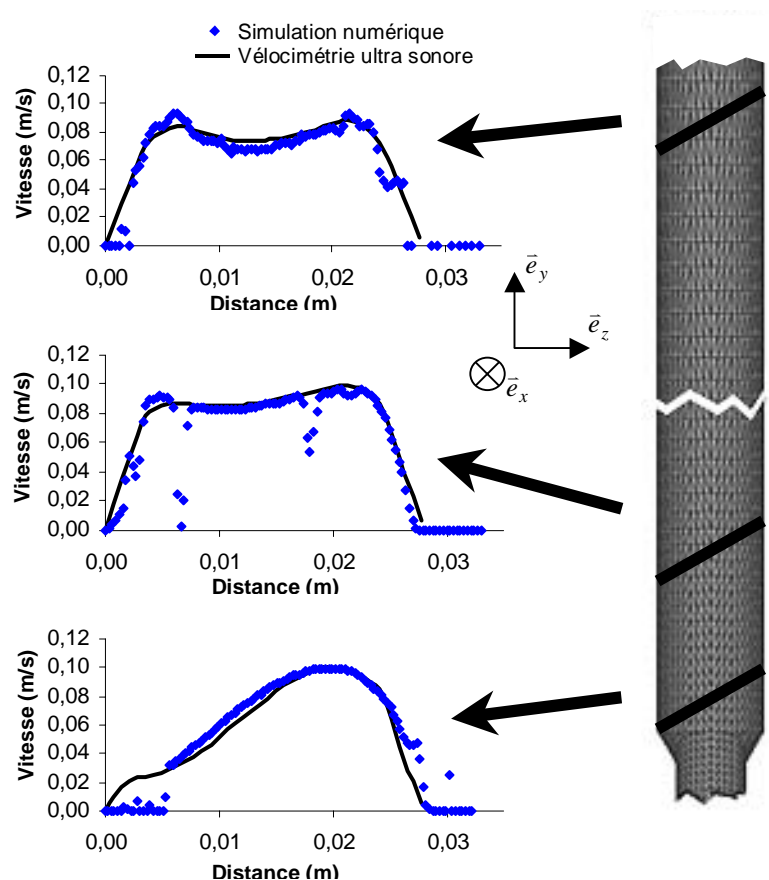 Simulation numérique
Vélocimétrie ultra sonore
Vitesse (m/s)
0,12
0,10
0,08
0,06
0,04
0,02
0,00
0,00 0,01 0,02 0,03
Distance (m)
e y
e z
e x
Vitesse (m/s)
0,12
0,10
0,08
0,06
0,04
0,02
0,00
0,00 0,01 0,02 0,03
Distance (m)
Vitesse (m/s)
0,12
0,10
0,08
0,06
0,04
0,02
0,00
0,00 0,01 0,02 0,03
Distance (m)